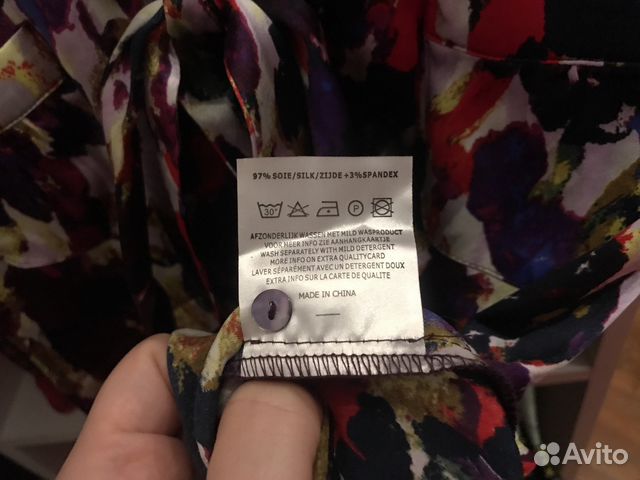 97% SOIE/SILK/ZIJDE +3%SPANDEX
30°
P
AFZONDERLIJK WASSEN MET MILD WASPRODUCT
VOOR MEER INFO ZIE AANHANGKAARTJE
WASH SEPARATELY WITH MILD DETERGENT
MORE INFO ON EXTRA QUALITYCARD
LAVER SÉPARÉMENT AVEC UN DETERGENT DOUX
EXTRA INFO SUR LA CARTE DE QUALITE
MADE IN CHINA
Avito